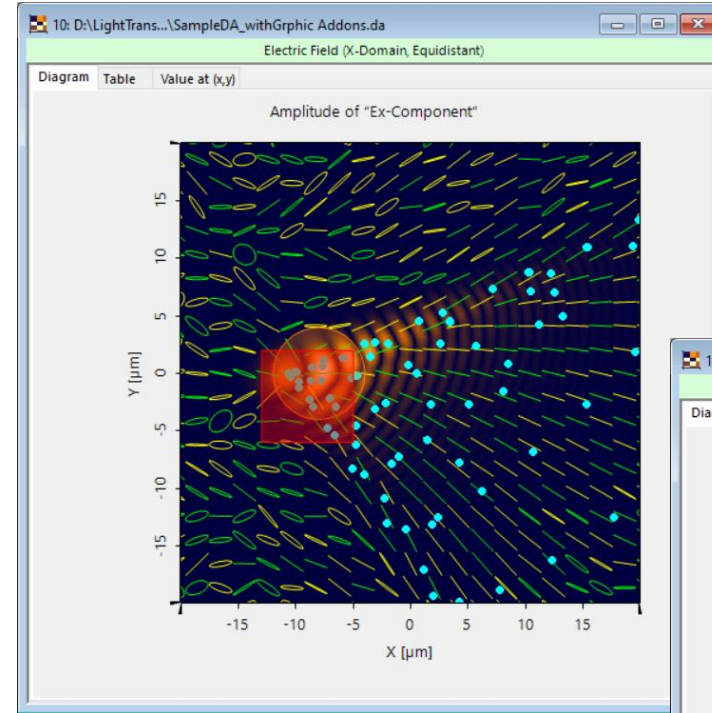 10: D:\LightTrans...\SampleDA_withGrphic Addons.da
Electric Field (X-Domain, Equidistant)
Diagram Table Value at (x,y)
Amplitude of "Ex-Component"
15
10
5
0
-5
-10
-15
Y [µm]
-15 -10 -5 0 5 10 15
X [µm]
1
Dia